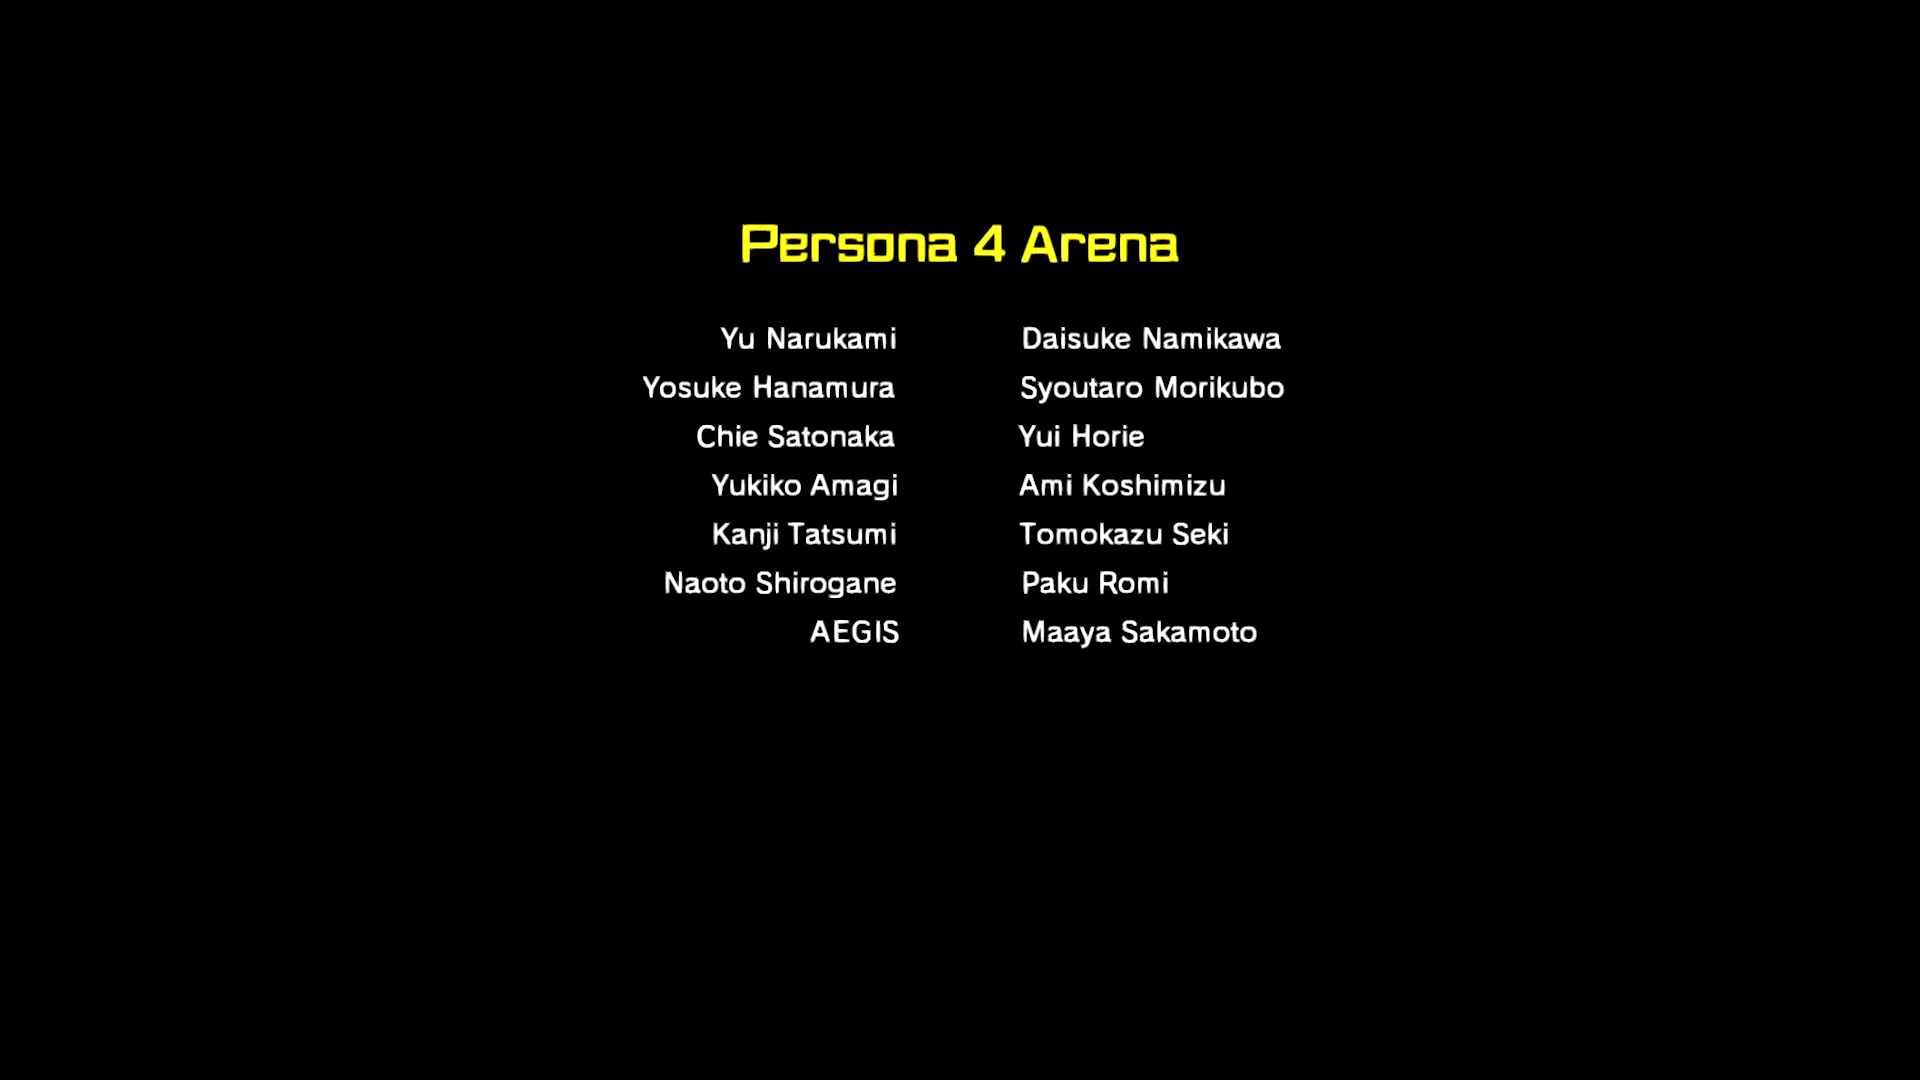 Persona 4 Arena
Yu Narukami Daisuke Namikawa
Yosuke Hanamura Syoutaro Morikubo
Chie Satonaka Yui Horie
Yukiko Amagi Ami Koshimizu
Kanji Tatsumi Tomokazu Seki
Naoto Shirogane Paku Romi
AEGIS Maaya Sakamoto